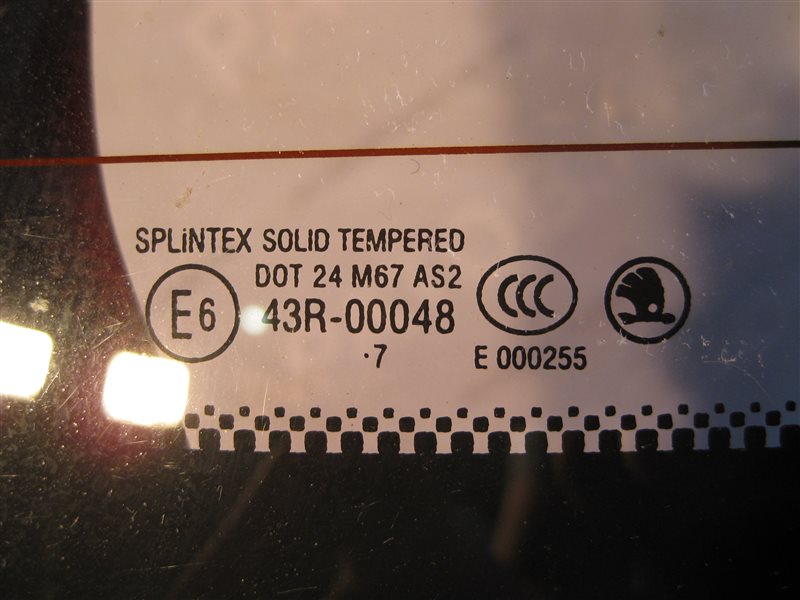 SPLiNTEX SOLID TEMPERED
DOT 24 M67 AS2
E6 43R-00048 CCC
·7 E 000255